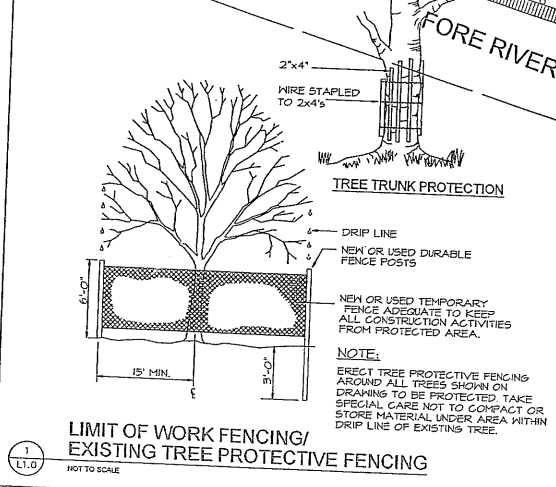 FORE RIVER
2"x4"
WIRE STAPLED
TO 2x4's
TREE TRUNK PROTECTION
DRIP LINE
NEW OR USED DURABLE
FENCE POSTS
6'-0"
NEW OR USED TEMPORARY
FENCE ADEQUATE TO KEEP
ALL CONSTRUCTION ACTIVITIES
FROM PROTECTED AREA.
15' MIN.
3'-0"
NOTE:
ERECT TREE PROTECTIVE FENCING
AROUND ALL TREES SHOWN ON
DRAWING TO BE PROTECTED. TAKE
SPECIAL CARE NOT TO COMPACT OR
STORE MATERIAL UNDER AREA WITHIN
DRIP LINE OF EXISTING TREE.
1
L1.0
LIMIT OF WORK FENCING/
EXISTING TREE PROTECTIVE FENCING
NOT TO SCALE